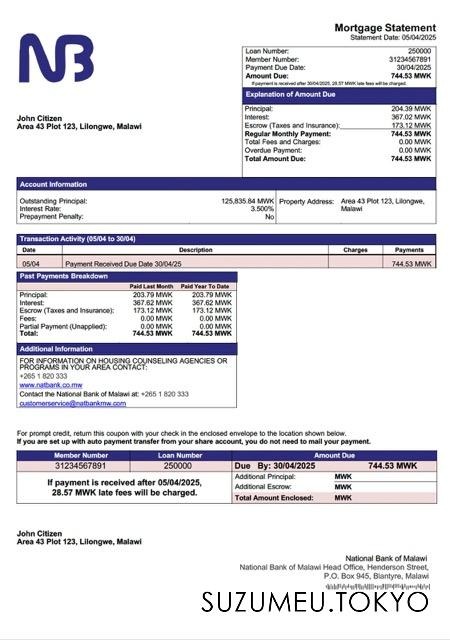 NB
Mortgage Statement
Statement Date: 05/04/2025
Loan Number: 250000
Member Number: 31234567891
Payment Due Date: 30/04/2025
Amount Due: 744.53 MWK
If payment is received after 30/04/2025, 28.57 MWK late fees will be charged.
Explanation of Amount Due
Principal: 204.39 MWK
Interest: 367.02 MWK
Escrow (Taxes and Insurance): 173.12 MWK
Regular Monthly Payment: 744.53 MWK
Total Fees and Charges: 0.00 MWK
Overdue Payment: 0.00 MWK
Total Amount Due: 744.53 MWK
John Citizen
Area 43 Plot 123, Lilongwe, Malawi
Account Information
Outstanding Principal: 125,835.84 MWK
Interest Rate: 3.500%
Prepayment Penalty: No
Property Address: Area 43 Plot 123, Lilongwe,
Malawi
Transaction Activity (05/04 to 30/04)
Date Description Charges Payments
05/04 Payment Received Due Date 30/04/25 744.53 MWK
Past Payments Breakdown
Paid Last Month Paid Year To Date
Principal: 203.79 MWK 203.79 MWK
Interest: 367.62 MWK 367.62 MWK
Escrow (Taxes and Insurance): 173.12 MWK 173.12 MWK
Fees: 0.00 MWK 0.00 MWK
Partial Payment (Unapplied): 0.00 MWK 0.00 MWK
Total: 744.53 MWK 744.53 MWK
Additional Information
FOR INFORMATION ON HOUSING COUNSELING AGENCIES OR
PROGRAMS IN YOUR AREA CONTACT:
+265 1 820 333
www.natbank.co.mw
Contact the National Bank of Malawi at: +265 1 820 333
customerservice@natbankmw.com
For prompt credit, return this coupon with your check in the enclosed envelope to the location shown below.
If you are set up with auto payment transfer from your share account, you do not need to mail your payment.
Member Number Loan Number Amount Due
31234567891 250000 Due By: 30/04/2025 744.53 MWK
If payment is received after 05/04/2025,
28.57 MWK late fees will be charged.
Additional Principal: MWK
Additional Escrow: MWK
Total Amount Enclosed: MWK
John Citizen
Area 43 Plot 123, Lilongwe, Malawi
National Bank of Malawi
National Bank of Malawi Head Office, Henderson Street,
P.O. Box 945, Blantyre, Malawi
SUZUMEU.TOKYO